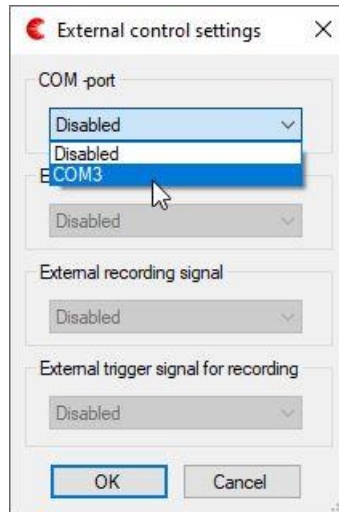 External control settings
COM -port
Disabled
Disabled
COM3
Disabled
External recording signal
Disabled
External trigger signal for recording
Disabled
OK
Cancel